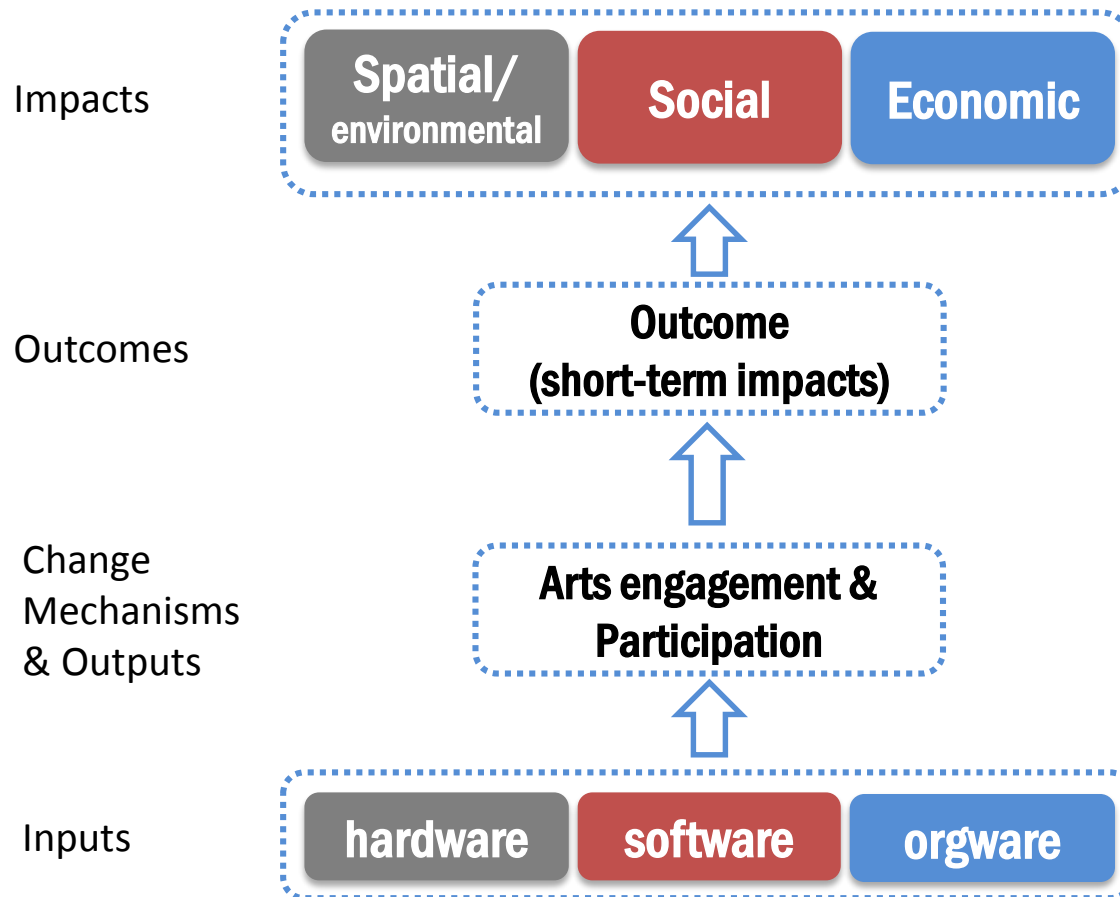 Impacts
Spatial/
environmental
Social
Economic
Outcomes
Outcome
(short-term impacts)
Change
Mechanisms
& Outputs
Arts engagement &
Participation
Inputs
hardware
software
orgware